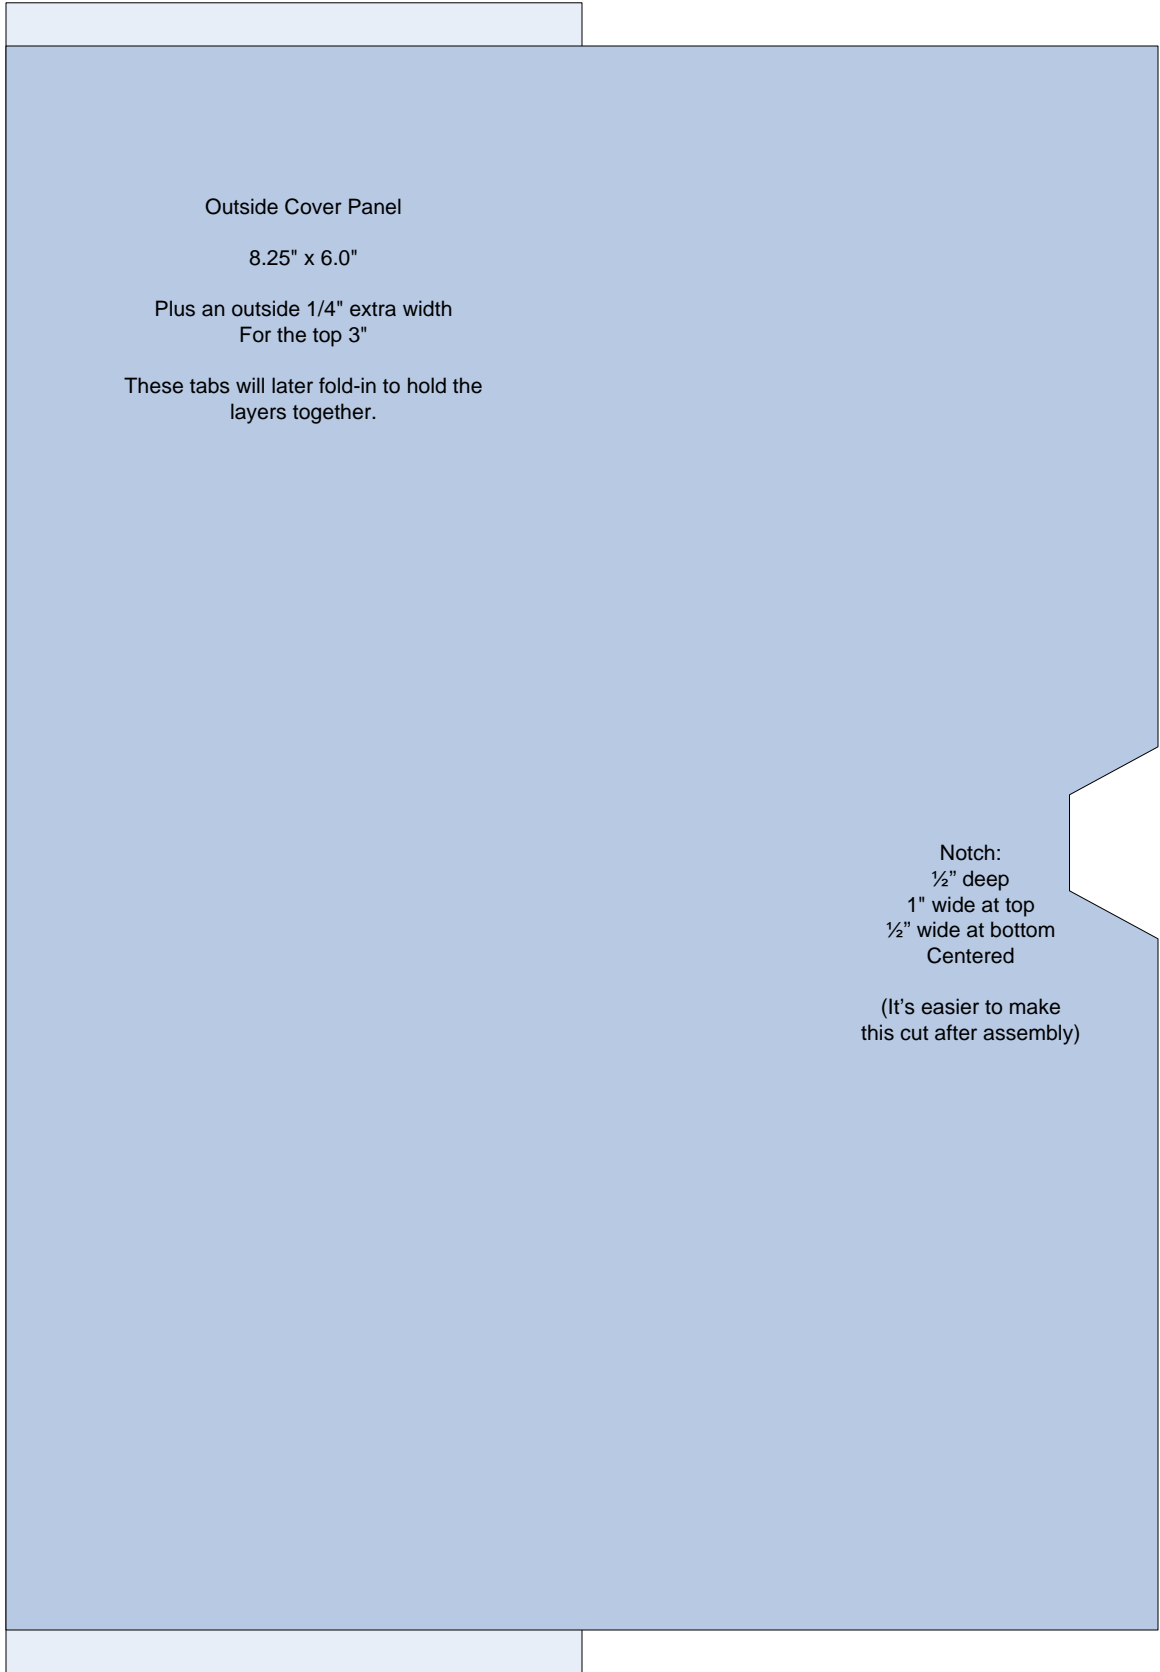 Outside Cover Panel
8.25" x 6.0"
Plus an outside 1/4" extra width
For the top 3"
These tabs will later fold-in to hold the
layers together.
Notch:
½” deep
1" wide at top
½” wide at bottom
Centered
(It’s easier to make
this cut after assembly)